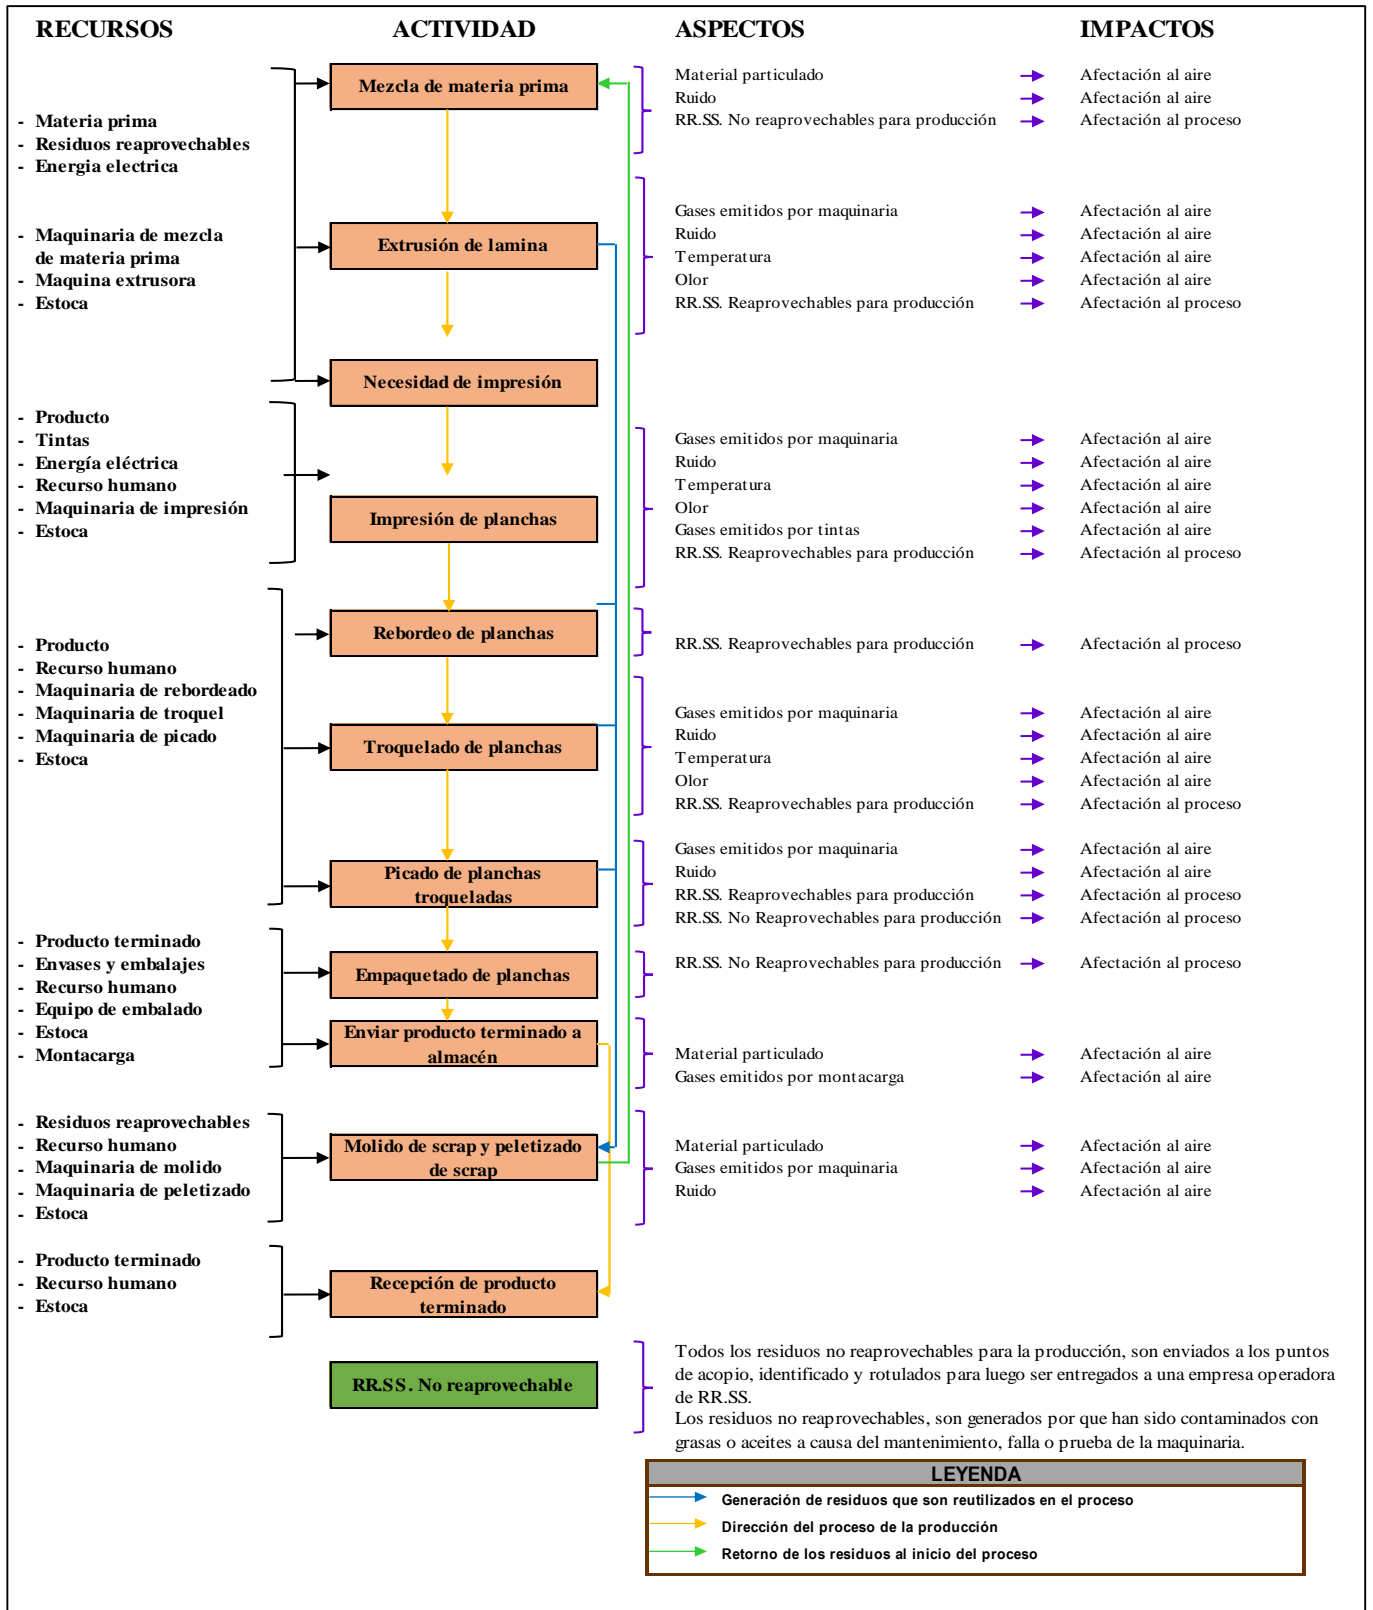 RECURSOS
ACTIVIDAD
ASPECTOS
IMPACTOS
- Materia prima
- Residuos reaprovechables
- Energia electrica
- Maquinaria de mezcla
de materia prima
- Maquina extrusora
- Estoca
- Producto
- Tintas
- Energía eléctrica
- Recurso humano
- Maquinaria de impresión
- Estoca
- Producto
- Recurso humano
- Maquinaria de rebordeado
- Maquinaria de troquel
- Maquinaria de picado
- Estoca
- Producto terminado
- Envases y embalajes
- Recurso humano
- Equipo de embalado
- Estoca
- Montacarga
- Residuos reaprovechables
- Recurso humano
- Maquinaria de molido
- Maquinaria de peletizado
- Estoca
- Producto terminado
- Recurso humano
- Estoca
Mezcla de materia prima
Extrusión de lamina
Necesidad de impresión
Impresión de planchas
Rebordeo de planchas
Troquelado de planchas
Picado de planchas
troqueladas
Empaquetado de planchas
Enviar producto terminado a
almacén
Molido de scrap y peletizado
de scrap
Recepción de producto
terminado
RR.SS. No reaprovechable
Material particulado Afectación al aire
Ruido Afectación al aire
RR.SS. No reaprovechables para producción Afectación al proceso
Gases emitidos por maquinaria Afectación al aire
Ruido Afectación al aire
Temperatura Afectación al aire
Olor Afectación al aire
RR.SS. Reaprovechables para producción Afectación al proceso
Gases emitidos por maquinaria Afectación al aire
Ruido Afectación al aire
Temperatura Afectación al aire
Olor Afectación al aire
Gases emitidos por tintas Afectación al aire
RR.SS. Reaprovechables para producción Afectación al proceso
RR.SS. Reaprovechables para producción Afectación al proceso
Gases emitidos por maquinaria Afectación al aire
Ruido Afectación al aire
Temperatura Afectación al aire
Olor Afectación al aire
RR.SS. Reaprovechables para producción Afectación al proceso
Gases emitidos por maquinaria Afectación al aire
Ruido Afectación al aire
RR.SS. Reaprovechables para producción Afectación al proceso
RR.SS. No Reaprovechables para producción Afectación al proceso
RR.SS. No Reaprovechables para producción Afectación al proceso
Material particulado Afectación al aire
Gases emitidos por montacarga Afectación al aire
Material particulado Afectación al aire
Gases emitidos por maquinaria Afectación al aire
Ruido Afectación al aire
Todos los residuos no reaprovechables para la producción, son enviados a los puntos
de acopio, identificado y rotulados para luego ser entregados a una empresa operadora
de RR.SS.
Los residuos no reaprovechables, son generados por que han sido contaminados con
grasas o aceites a causa del mantenimiento, falla o prueba de la maquinaria.
LEYENDA
Generación de residuos que son reutilizados en el proceso
Dirección del proceso de la producción
Retorno de los residuos al inicio del proceso